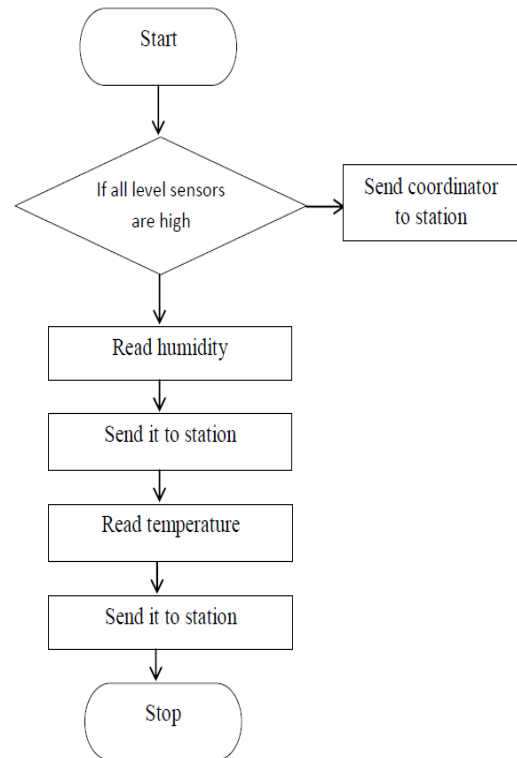 Start
If all level sensors
are high
Send coordinator
to station
Read humidity
Send it to station
Read temperature
Send it to station
Stop